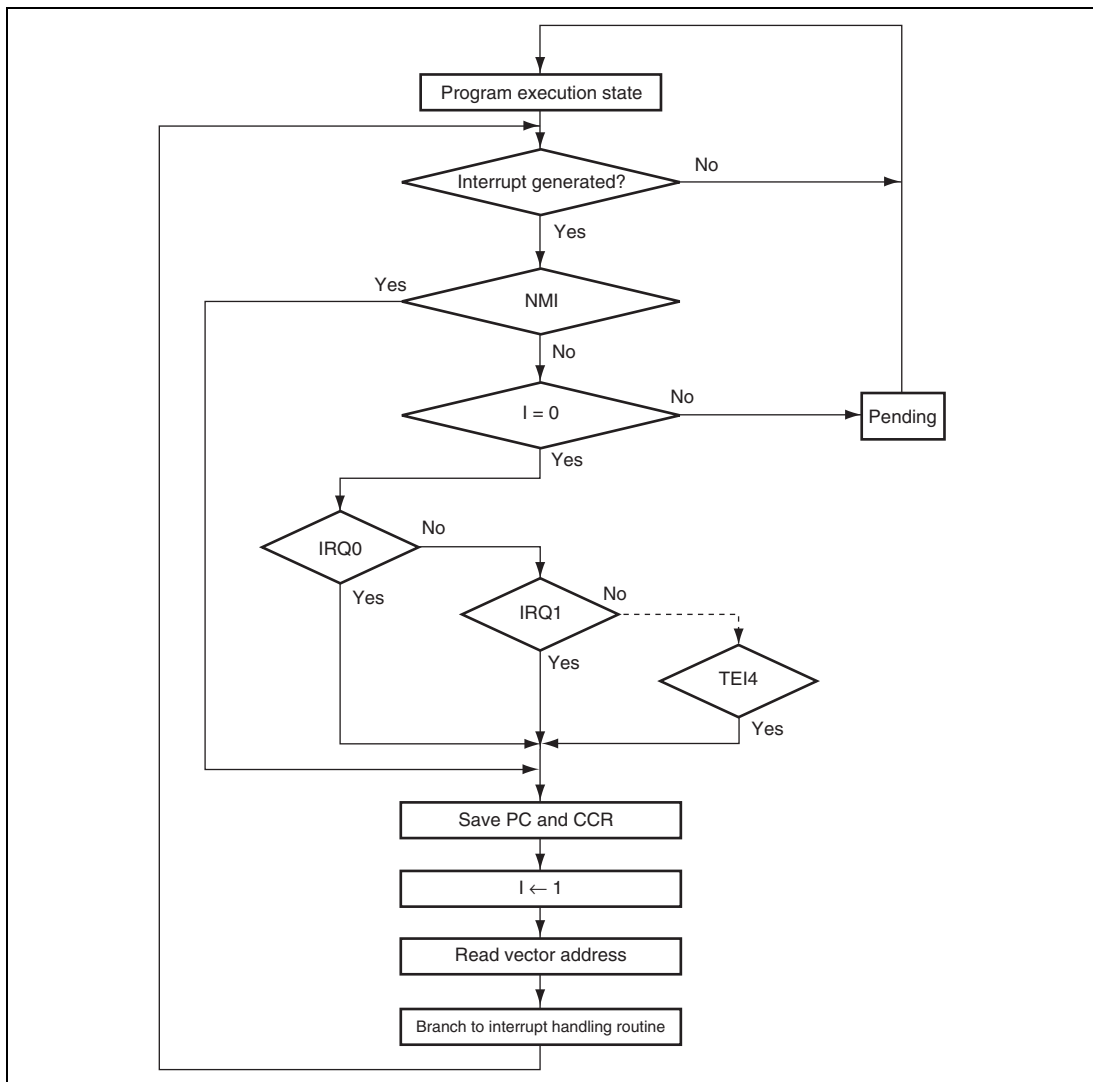 Program execution state
Interrupt generated?
No
Yes
Yes
NMI
No
I = 0
No
Pending
Yes
IRQ0
No
Yes
IRQ1
No
Yes
TEI4
Yes
Save PC and CCR
I ← 1
Read vector address
Branch to interrupt handling routine